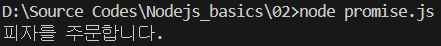 D:\Source Codes\Nodejs_basics\02>node promise.js
피자를 주문합니다.